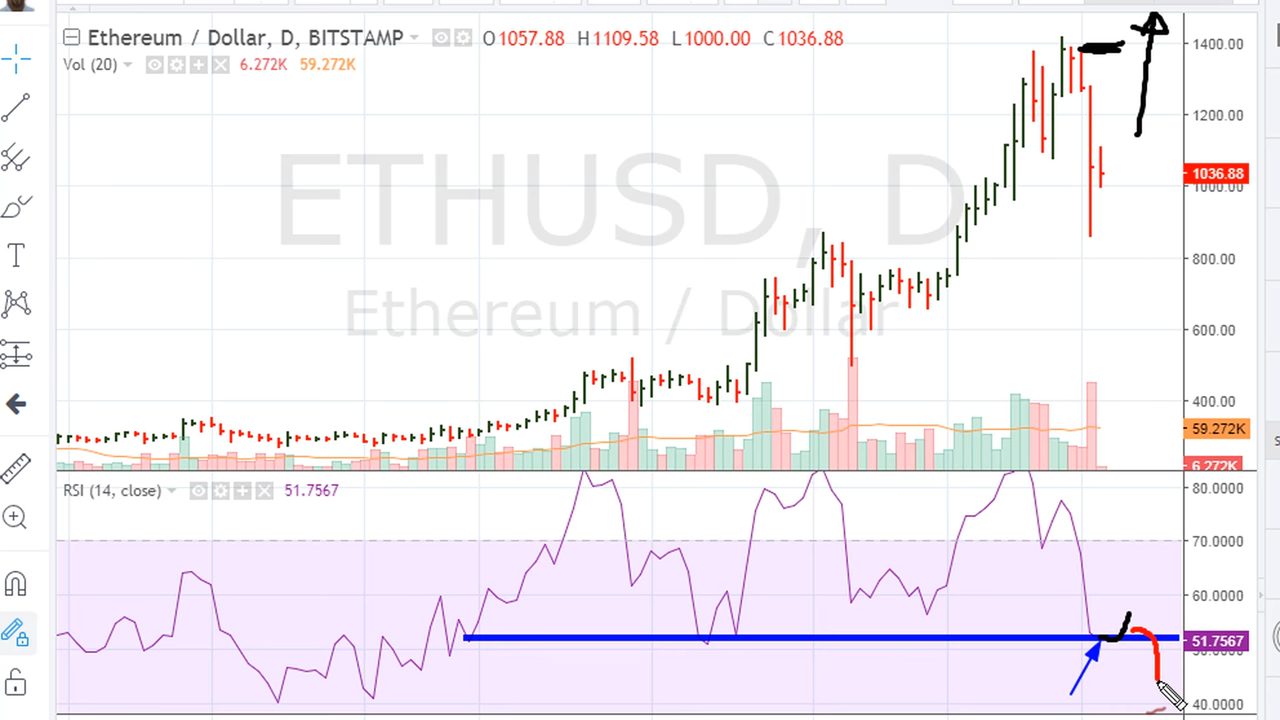 Ethereum / Dollar, D, BITSTAMP O1057.88 H1109.58 L1000.00 C1036.88
Vol (20) 6.272K 59.272K
1400.00
1200.00
ETHUSD, D
1036.88
1000.00
800.00
Ethereum / Dollar
600.00
400.00
59.272K
6.272K
RSI (14, close) 51.7567
80.0000
70.0000
60.0000
51.7567
50.0000
40.0000